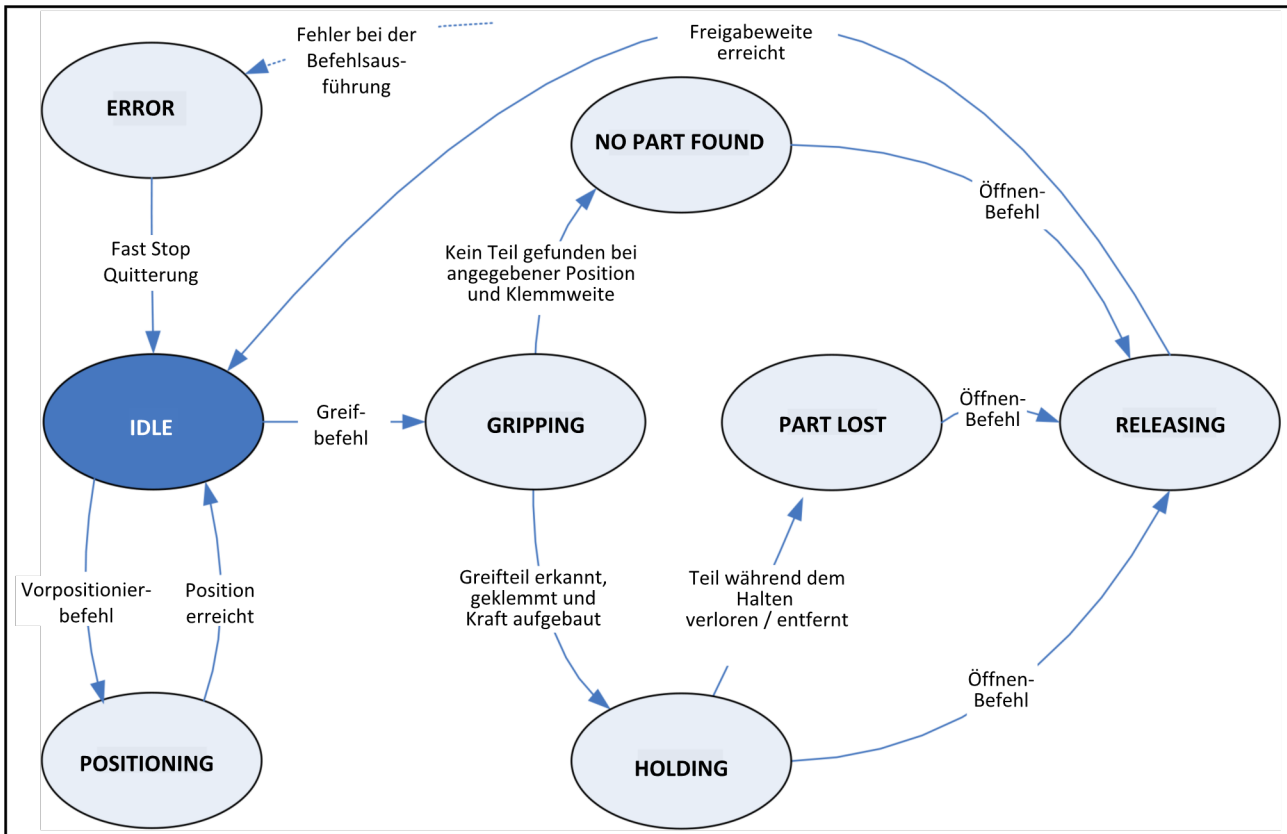 Fehler bei der
Befehlsaus-
führung
Freigabeweite
erreicht
ERROR
NO PART FOUND
Öffnen-
Befehl
Fast Stop
Quitterung
Kein Teil gefunden bei
angegebener Position
und Klemmweite
IDLE
Greif-
befehl
GRIPPING
PART LOST
Öffnen-
Befehl
RELEASING
Vorpositionier-
befehl
Position
erreicht
Greifteil erkannt,
geklemmt und
Kraft aufgebaut
Teil während dem
Halten
verloren / entfernt
Öffnen-
Befehl
POSITIONING
HOLDING